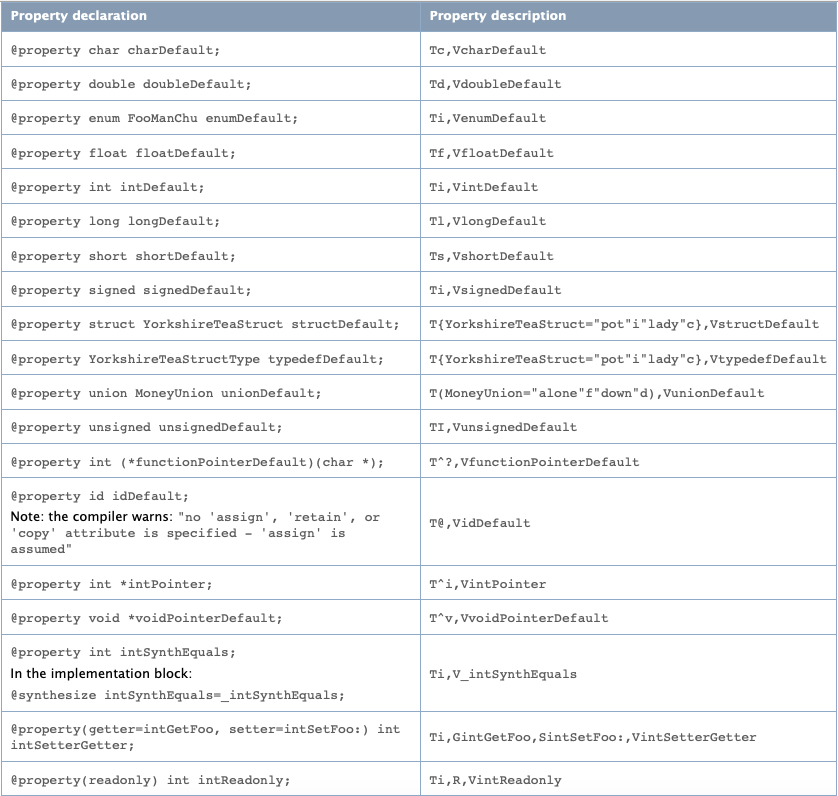 Property declaration
Property description
@property char charDefault;
Tc,VcharDefault
@property double doubleDefault;
Td,VdoubleDefault
@property enum FooManChu enumDefault;
Ti,VenumDefault
@property float floatDefault;
Tf,VfloatDefault
@property int intDefault;
Ti,VintDefault
@property long longDefault;
Tl,VlongDefault
@property short shortDefault;
Ts,VshortDefault
@property signed signedDefault;
Ti,VsignedDefault
@property struct YorkshireTeaStruct structDefault;
T{YorkshireTeaStruct="pot"i"lady"c},VstructDefault
@property YorkshireTeaStructType typedefDefault;
T{YorkshireTeaStruct="pot"i"lady"c},VtypedefDefault
@property union MoneyUnion unionDefault;
T(MoneyUnion="alone"f"down"d),VunionDefault
@property unsigned unsignedDefault;
TI,VunsignedDefault
@property int (*functionPointerDefault)(char *);
T^?,VfunctionPointerDefault
@property id idDefault;
Note: the compiler warns: "no 'assign', 'retain', or
'copy' attribute is specified - 'assign' is
assumed"
T@,VidDefault
@property int *intPointer;
T^i,VintPointer
@property void *voidPointerDefault;
T^v,VvoidPointerDefault
@property int intSynthEquals;
In the implementation block:
@synthesize intSynthEquals=_intSynthEquals;
Ti,V_intSynthEquals
@property(getter=intGetFoo, setter=intSetFoo:) int
intSetterGetter;
Ti,GintGetFoo,SintSetFoo:,VintSetterGetter
@property(readonly) int intReadonly;
Ti,R,VintReadonly